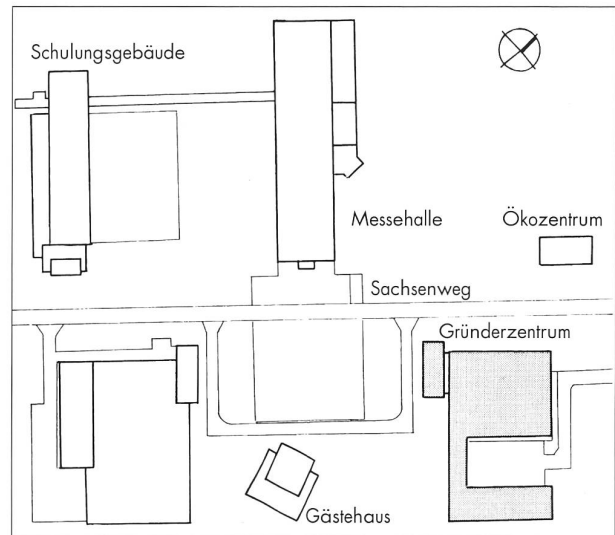 Schulungsgebäude
Messehalle
Ökozentrum
Sachsenweg
Gründerzentrum
Gästehaus